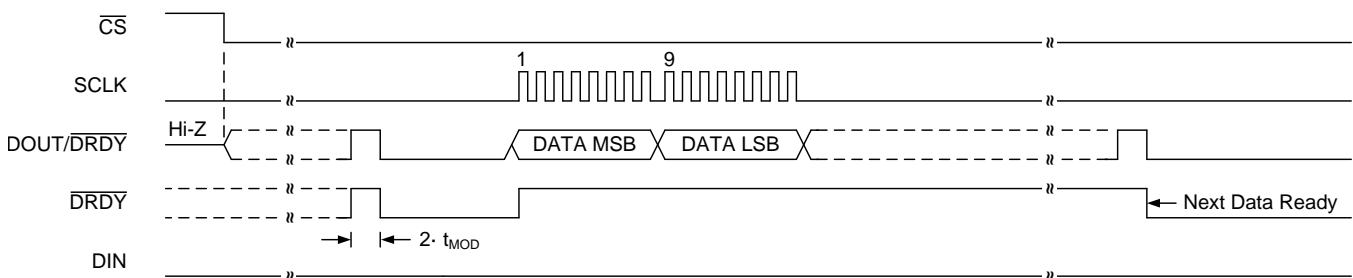 CS
SCLK
1
9
Hi-Z
DOUT/DRDY
DATA MSB
DATA LSB
DRDY
Next Data Ready
2· tMOD
DIN